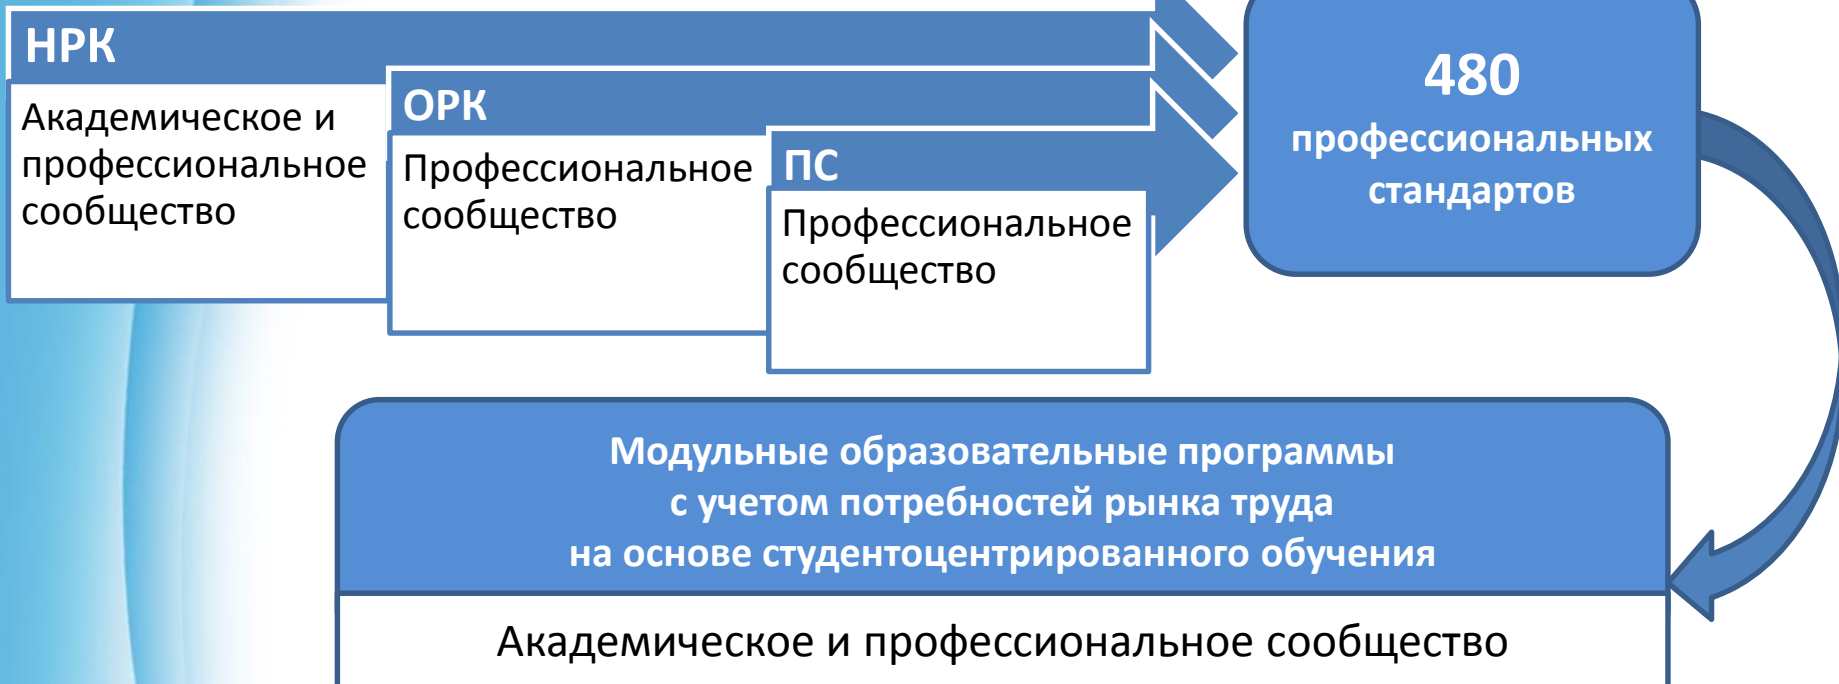 НРК
Академическое и
профессиональное
сообщество
ОРК
Профессиональное
сообщество
ПС
Профессиональное
сообщество
480
профессиональных
стандартов
Модульные образовательные программы
с учетом потребностей рынка труда
на основе студентоцентрированного обучения
Академическое и профессиональное сообщество